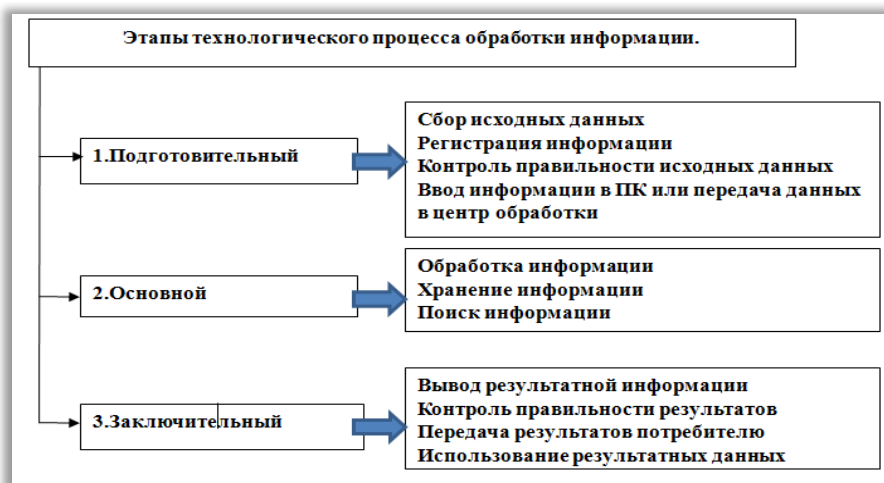 Этапы технологического процесса обработки информации.
1.Подготовительный
Сбор исходных данных
Регистрация информации
Контроль правильности исходных данных
Ввод информации в ПК или передача данных
в центр обработки
2.Основной
Обработка информации
Хранение информации
Поиск информации
3.Заключительный
Вывод результатной информации
Контроль правильности результатов
Передача результатов потребителю
Использование результатных данных